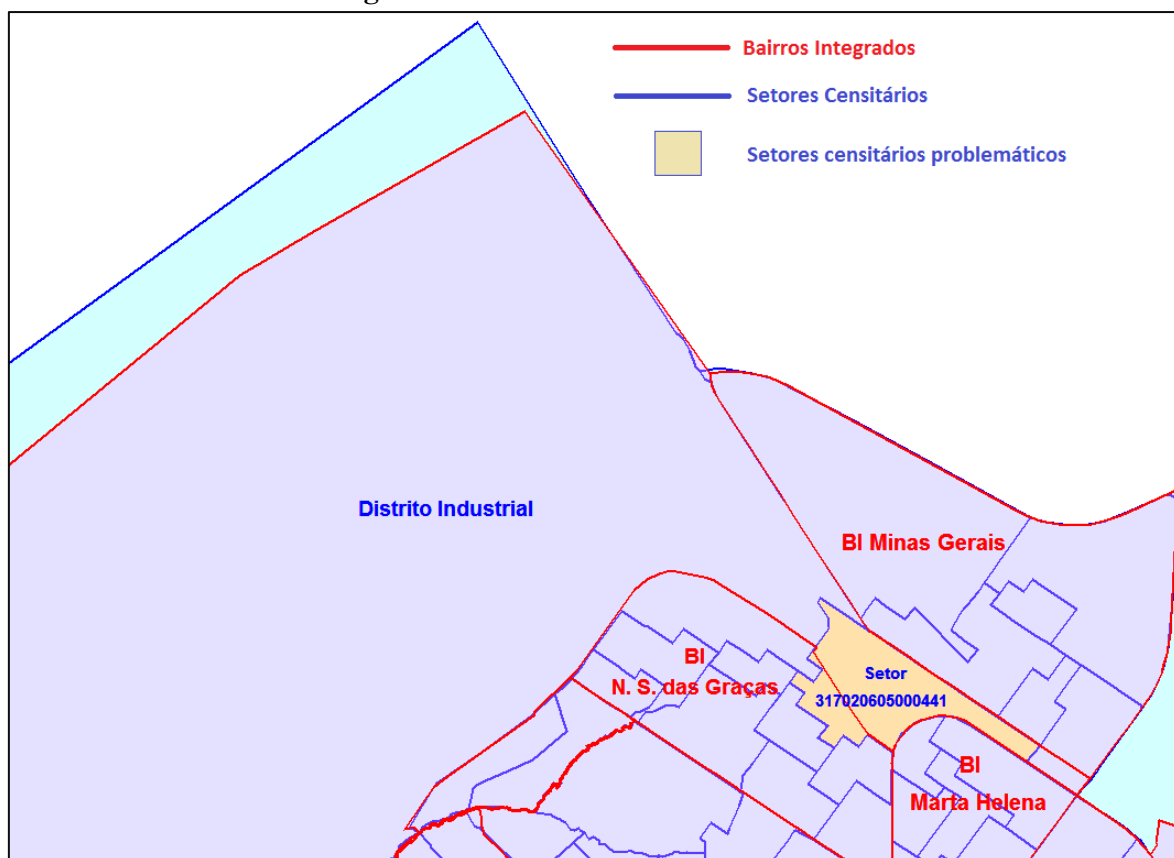 Bairros Integrados
Setores Censitários
Setores censitários problemáticos
Distrito Industrial
BI Minas Gerais
BI
N. S. das Graças
Setor
317020605000441
BI
Marta Helena